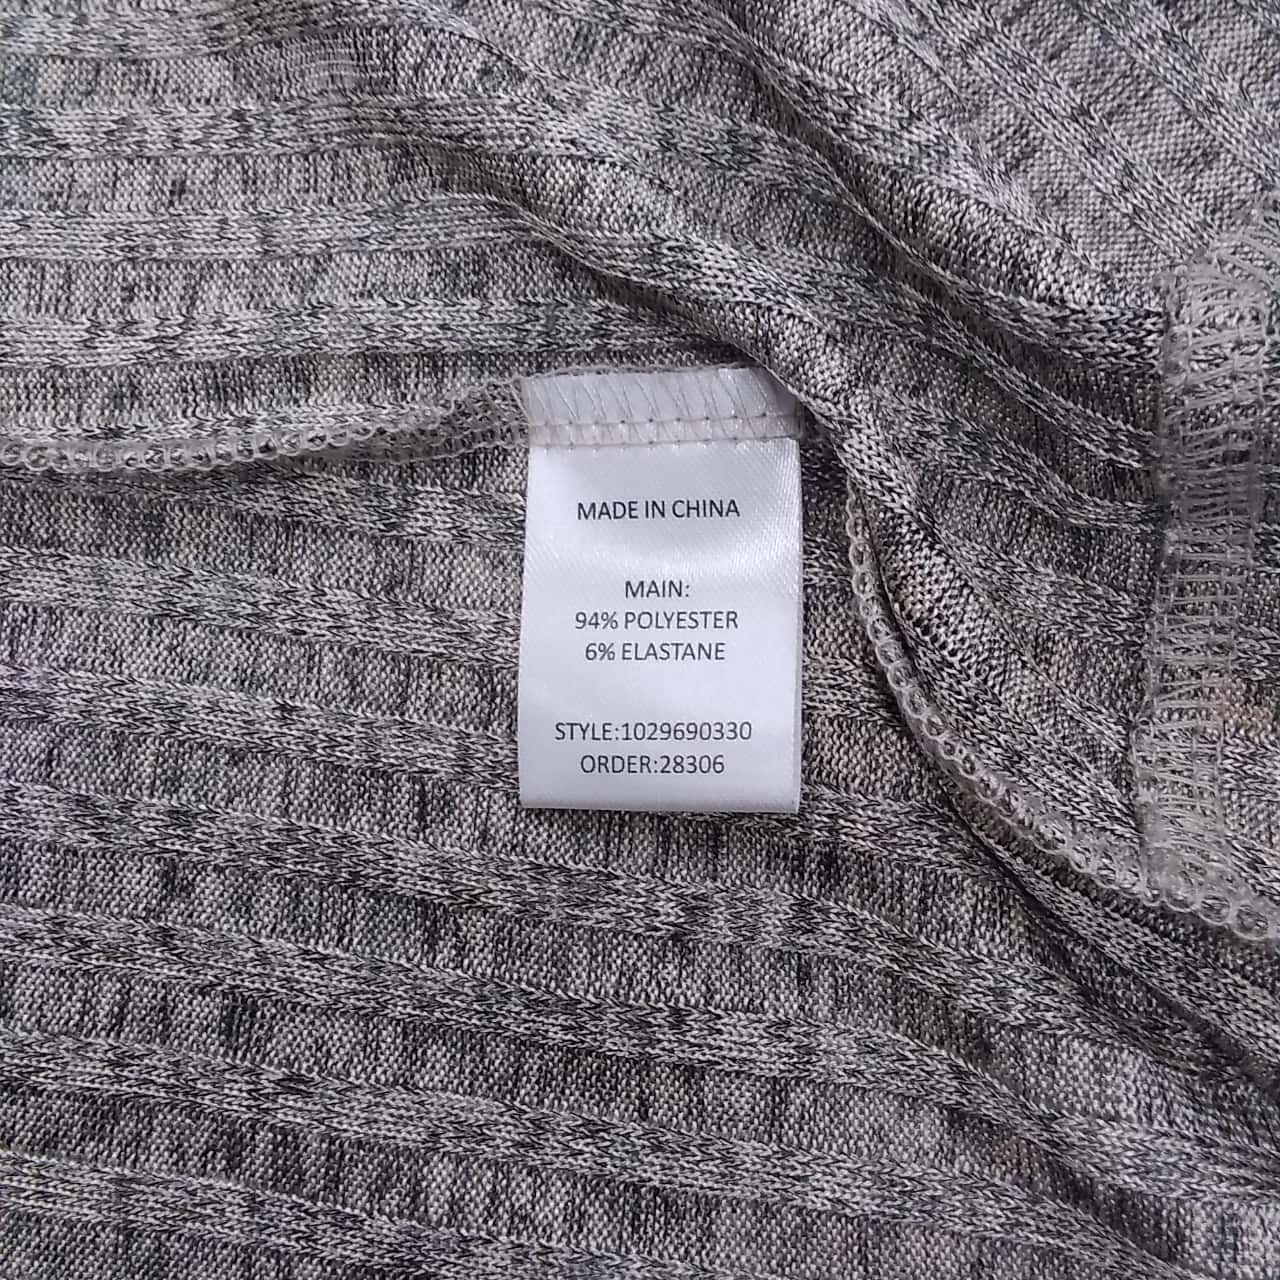 MADE IN CHINA
MAIN:
94% POLYESTER
6% ELASTANE
STYLE:1029690330
ORDER:28306